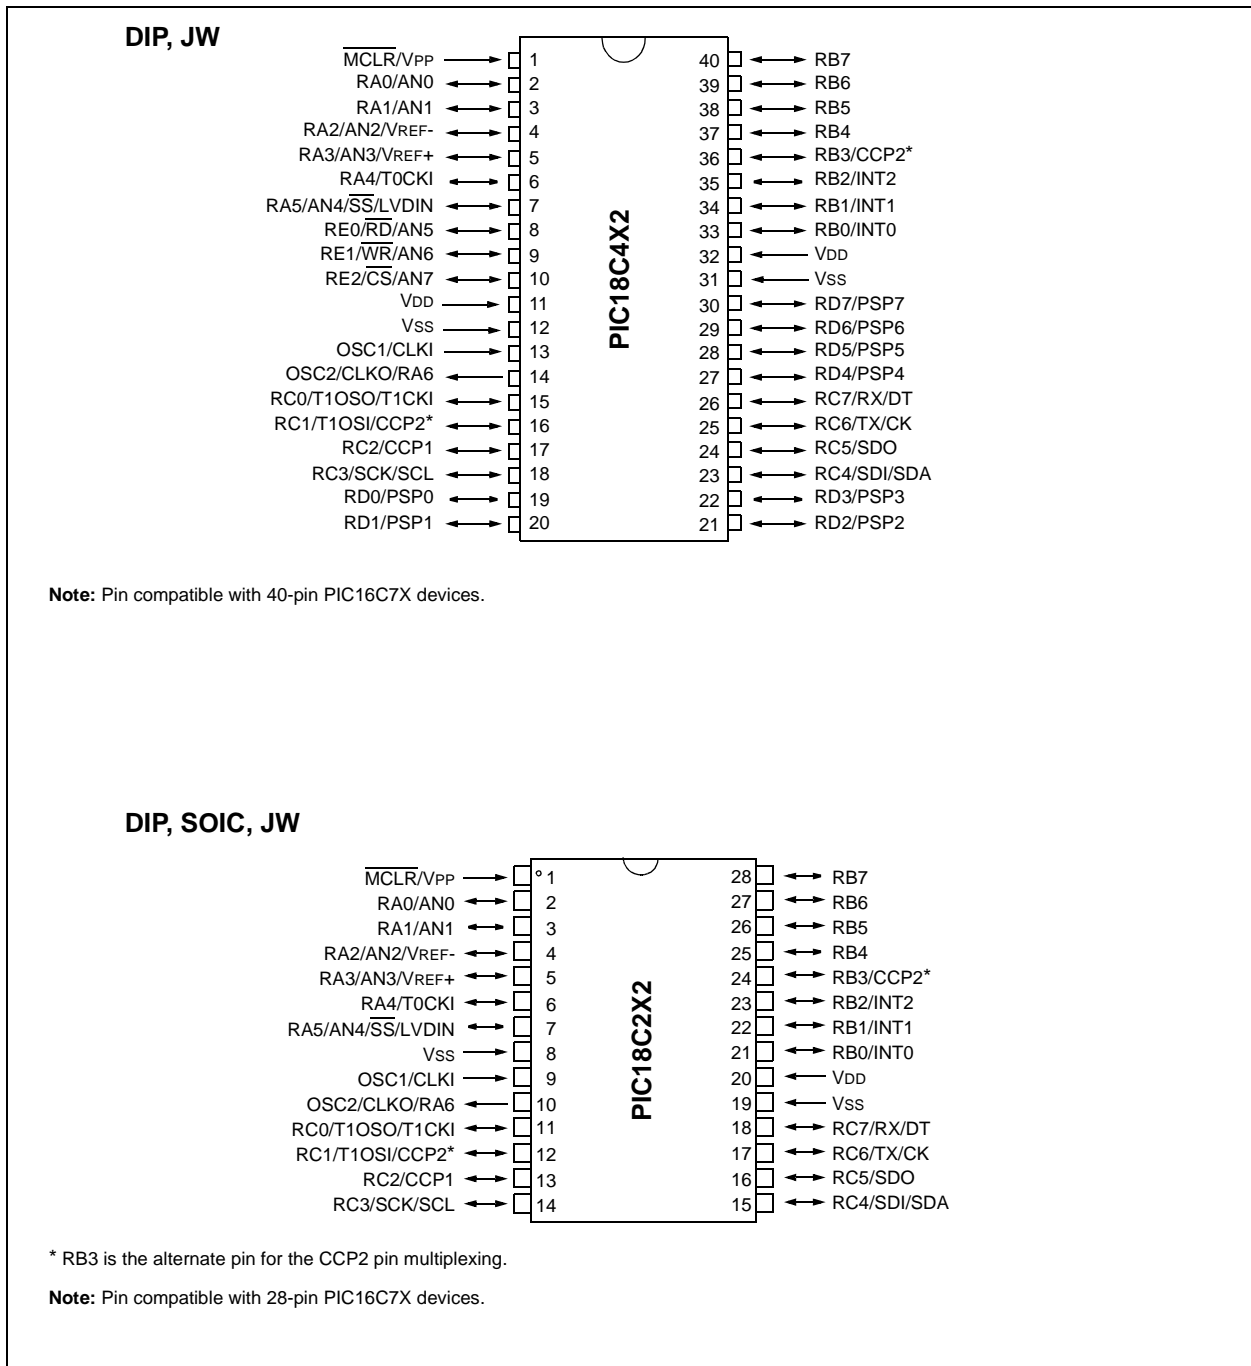 DIP, JW
MCLR/VPP 1 40 RB7
RA0/AN0 2 39 RB6
RA1/AN1 3 38 RB5
RA2/AN2/VREF- 4 37 RB4
RA3/AN3/VREF+ 5 36 RB3/CCP2*
RA4/T0CKI 6 35 RB2/INT2
RA5/AN4/SS/LVDIN 7 34 RB1/INT1
RE0/RD/AN5 8 33 RB0/INT0
RE1/WR/AN6 9 32 VDD
RE2/CS/AN7 10 31 VSS
VDD 11 30 RD7/PSP7
VSS 12 29 RD6/PSP6
OSC1/CLKI 13 28 RD5/PSP5
OSC2/CLKO/RA6 14 27 RD4/PSP4
RC0/T1OSO/T1CKI 15 26 RC7/RX/DT
RC1/T1OSI/CCP2* 16 25 RC6/TX/CK
RC2/CCP1 17 24 RC5/SDO
RC3/SCK/SCL 18 23 RC4/SDI/SDA
RD0/PSP0 19 22 RD3/PSP3
RD1/PSP1 20 21 RD2/PSP2
PIC18C4X2
Note: Pin compatible with 40-pin PIC16C7X devices.
DIP, SOIC, JW
MCLR/VPP 1 28 RB7
RA0/AN0 2 27 RB6
RA1/AN1 3 26 RB5
RA2/AN2/VREF- 4 25 RB4
RA3/AN3/VREF+ 5 24 RB3/CCP2*
RA4/T0CKI 6 23 RB2/INT2
RA5/AN4/SS/LVDIN 7 22 RB1/INT1
VSS 8 21 RB0/INT0
OSC1/CLKI 9 20 VDD
OSC2/CLKO/RA6 10 19 VSS
RC0/T1OSO/T1CKI 11 18 RC7/RX/DT
RC1/T1OSI/CCP2* 12 17 RC6/TX/CK
RC2/CCP1 13 16 RC5/SDO
RC3/SCK/SCL 14 15 RC4/SDI/SDA
PIC18C2X2
* RB3 is the alternate pin for the CCP2 pin multiplexing.
Note: Pin compatible with 28-pin PIC16C7X devices.